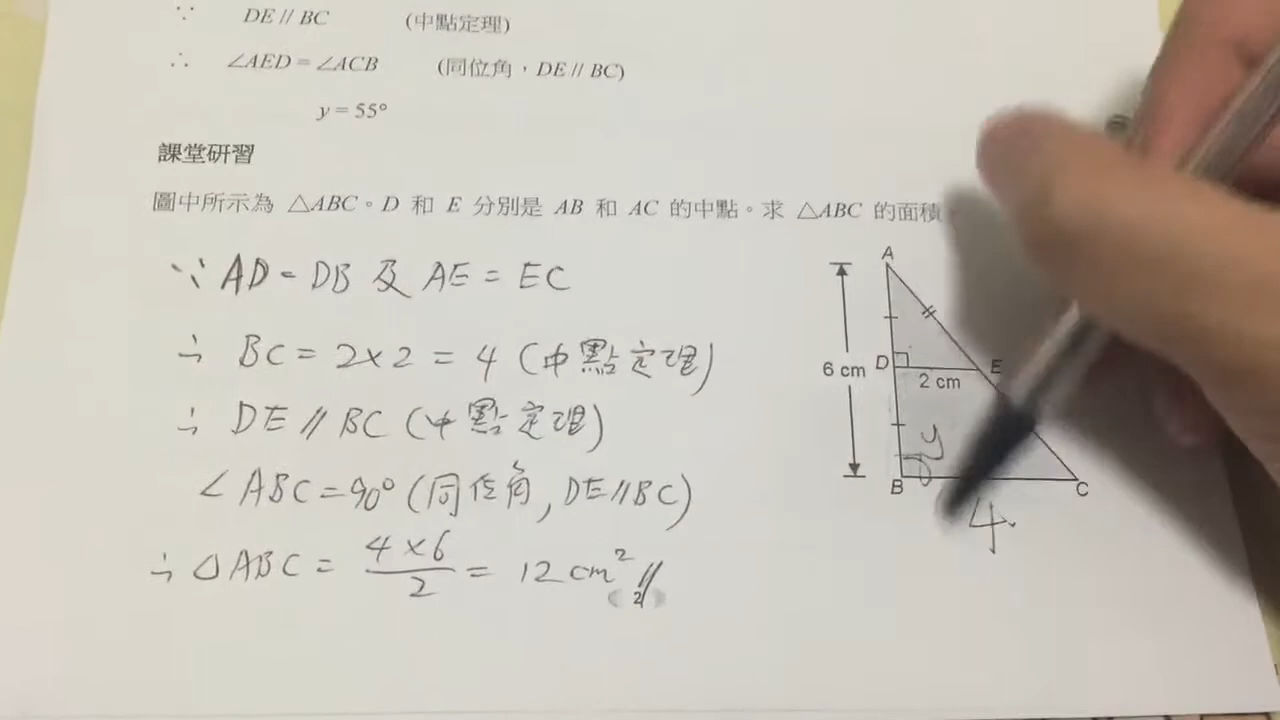 ∵ DE // BC (中點定理)
∴ ∠AED = ∠ACB (同位角，DE // BC)
y = 55°
課堂研習
圖中所示為 △ABC。D 和 E 分別是 AB 和 AC 的中點。求 △ABC 的面積
∵ AD = DB 及 AE = EC
∴ BC = 2×2 = 4 (中點定理)
∴ DE // BC (中點定理)
∠ABC = 90° (同位角, DE // BC)
∴ △ABC = 4×6/2 = 12 cm² //
2
A
D
E
6 cm
2 cm
y
B
C
4